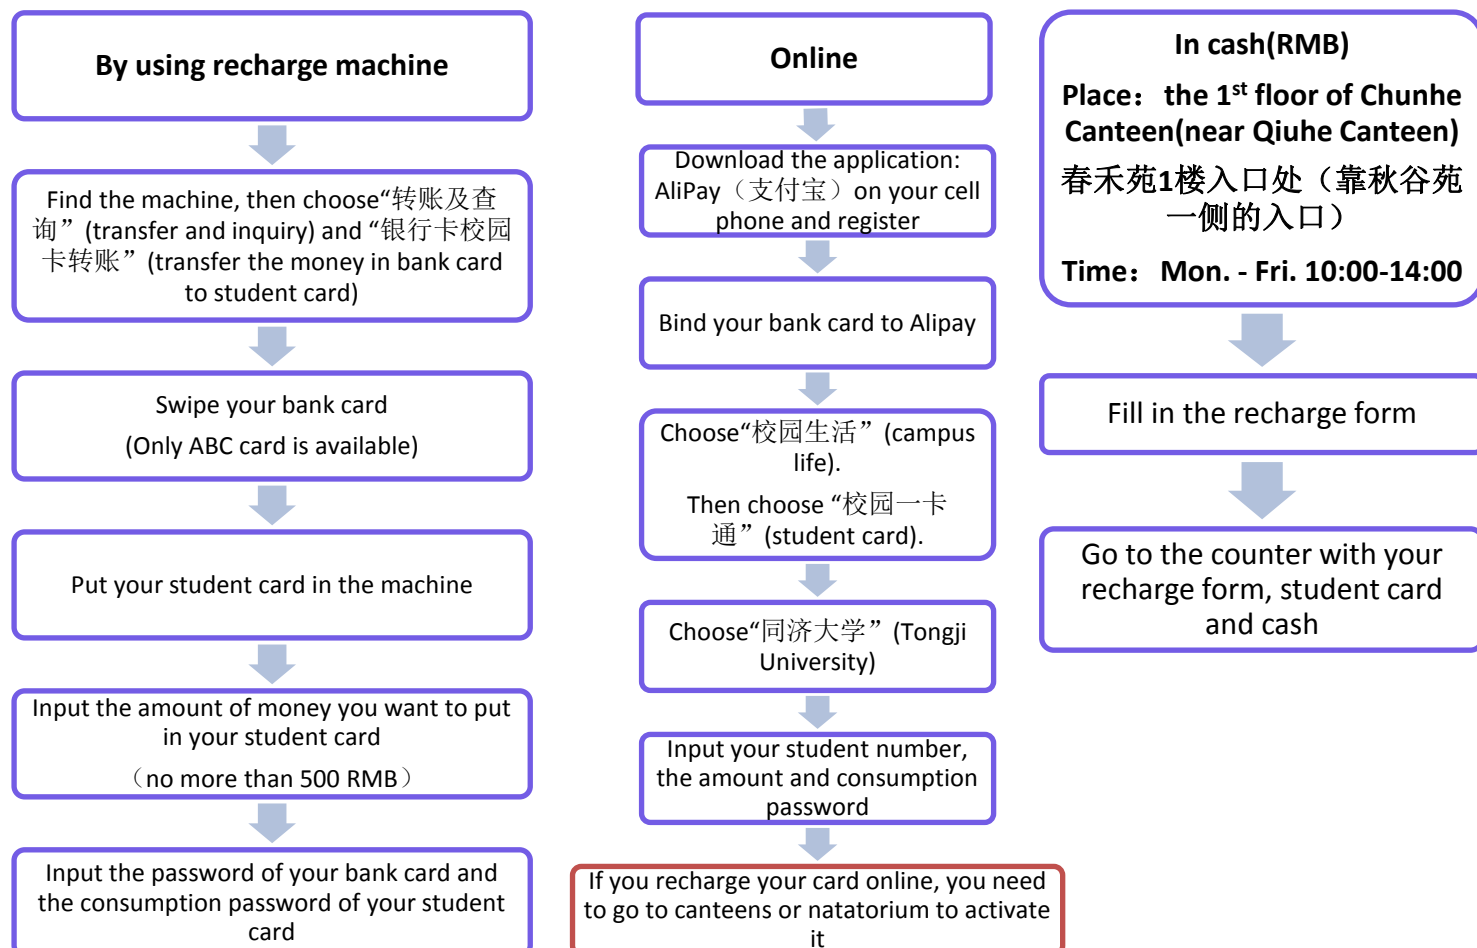 By using recharge machine
Find the machine, then choose“转账及查
询” (transfer and inquiry) and “银行卡校园
卡转账” (transfer the money in bank card
to student card)
Swipe your bank card
(Only ABC card is available)
Put your student card in the machine
Input the amount of money you want to put
in your student card
（no more than 500 RMB）
Input the password of your bank card and
the consumption password of your student
card
Online
Download the application:
AliPay（支付宝）on your cell
phone and register
Bind your bank card to Alipay
Choose“校园生活” (campus
life).
Then choose “校园一卡
通” (student card).
Choose“同济大学” (Tongji
University)
Input your student number,
the amount and consumption
password
If you recharge your card online, you need
to go to canteens or natatorium to activate
it
In cash(RMB)
Place： the 1st floor of Chunhe
Canteen(near Qiuhe Canteen)
春禾苑1楼入口处（靠秋谷苑
一侧的入口）
Time： Mon. - Fri. 10:00-14:00
Fill in the recharge form
Go to the counter with your
recharge form, student card
and cash